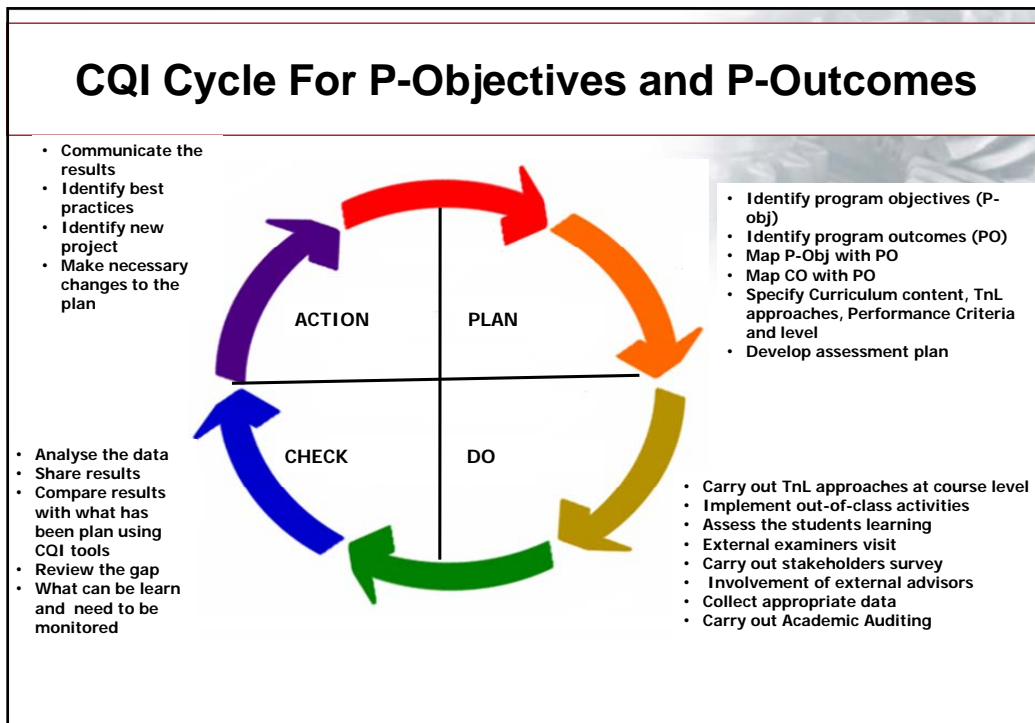 CQI Cycle For P-Objectives and P-Outcomes
• Communicate the
results
• Identify best
practices
• Identify new
project
• Make necessary
changes to the
plan
• Identify program objectives (P-
obj)
• Identify program outcomes (PO)
• Map P-Obj with PO
• Map CO with PO
• Specify Curriculum content, TnL
approaches, Performance Criteria
and level
• Develop assessment plan
ACTION
PLAN
CHECK
DO
• Analyse the data
• Share results
• Compare results
with what has
been plan using
CQI tools
• Review the gap
• What can be learn
and need to be
monitored
• Carry out TnL approaches at course level
• Implement out-of-class activities
• Assess the students learning
• External examiners visit
• Carry out stakeholders survey
• Involvement of external advisors
• Collect appropriate data
• Carry out Academic Auditing